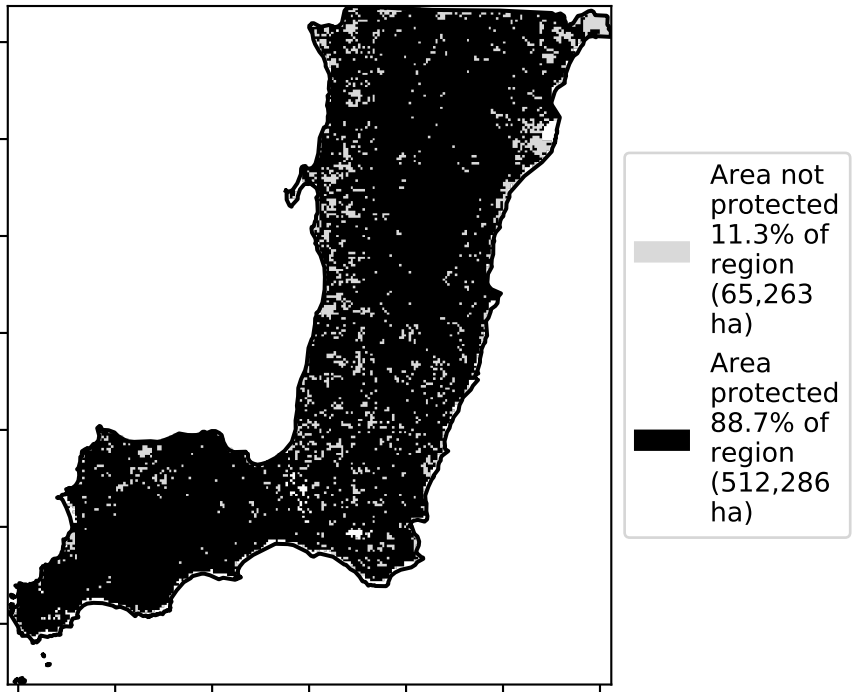 Area not
protected
11.3% of
region
(65,263
ha)
Area
protected
88.7% of
region
(512,286
ha)